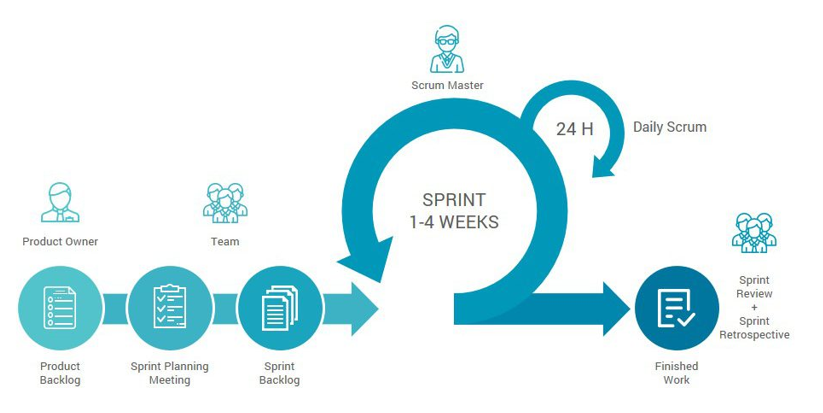 Scrum Master
24 H
Daily Scrum
SPRINT
1-4 WEEKS
Product Owner
Team
Sprint
Review
+
Sprint
Retrospective
Product
Backlog
Sprint Planning
Meeting
Sprint
Backlog
Finished
Work